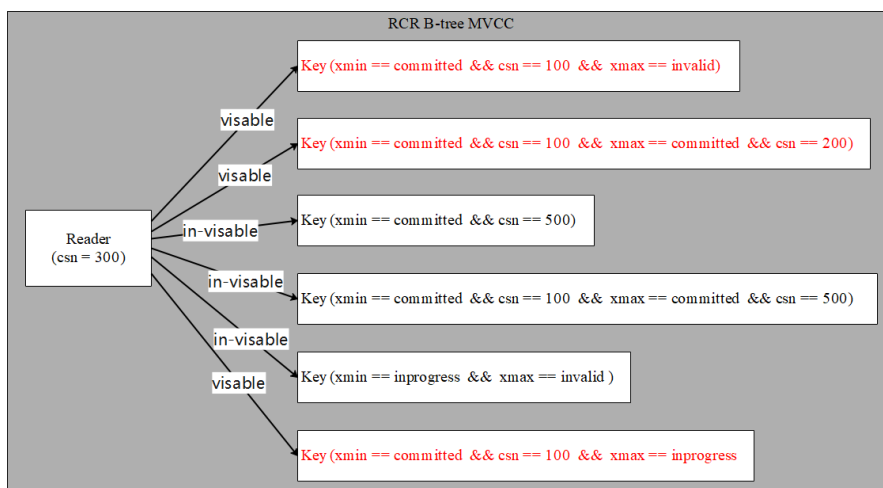 RCR B-tree MVCC
Key(xmin == committed && csn == 100 && xmax == invalid)
visable
Key(xmin == committed && csn == 100 && xmax == committed && csn == 200)
visable
Key(xmin == committed && csn == 500)
in-visable
Reader
(csn = 300)
in-visable
Key(xmin == committed && csn == 100 && xmax == committed && csn == 500)
in-visable
Key(xmin == inprogress && xmax == invalid )
visable
Key(xmin == committed && csn == 100 && xmax == inprogress